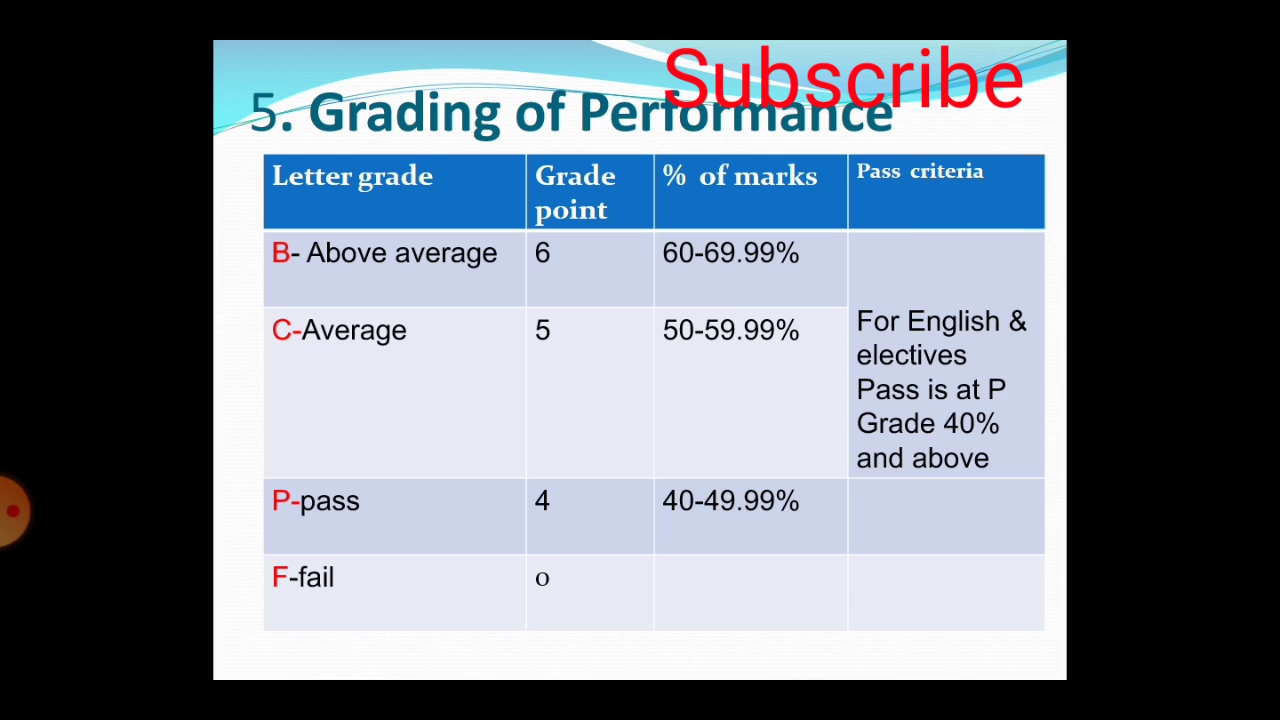 Subscribe
5. Grading of Performance
Letter grade
Grade
point
% of marks
Pass criteria
B- Above average
6
60-69.99%
For English &
electives
Pass is at P
Grade 40%
and above
C-Average
5
50-59.99%
P-pass
4
40-49.99%
F-fail
0